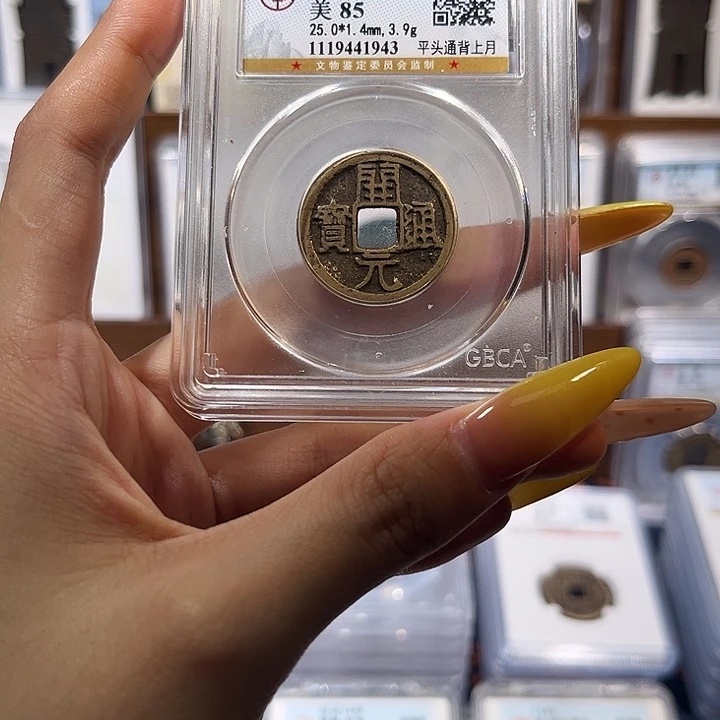 美 85
25.0*1.4mm,3.9g
1119441943 平头通背上月
★ 文物鉴定委员会监制 ★
開
寶 通
元
GBCA®